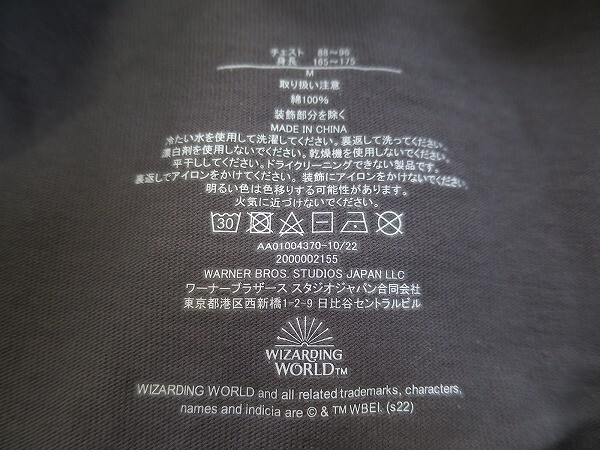 チェスト 88～96
身長 165～175
M
取り扱い注意
綿100%
装飾部分を除く
MADE IN CHINA
冷たい水を使用して洗濯してください。裏返して洗ってください。
漂白剤を使用しないでください。乾燥機を使用しないでください。
平干ししてください。ドライクリーニングできない製品です。
裏返しでアイロンをかけてください。装飾にアイロンをかけないでください。
明るい色は色移りする可能性があります。
火気に近づけないでください。
30
AA01004370-10/22
2000002155
WARNER BROS. STUDIOS JAPAN LLC
ワーナーブラザース スタジオジャパン合同会社
東京都港区西新橋1-2-9 日比谷セントラルビル
WIZARDING
WORLD™
WIZARDING WORLD and all related trademarks, characters,
names and indicia are © & ™ WBEI. (s22)